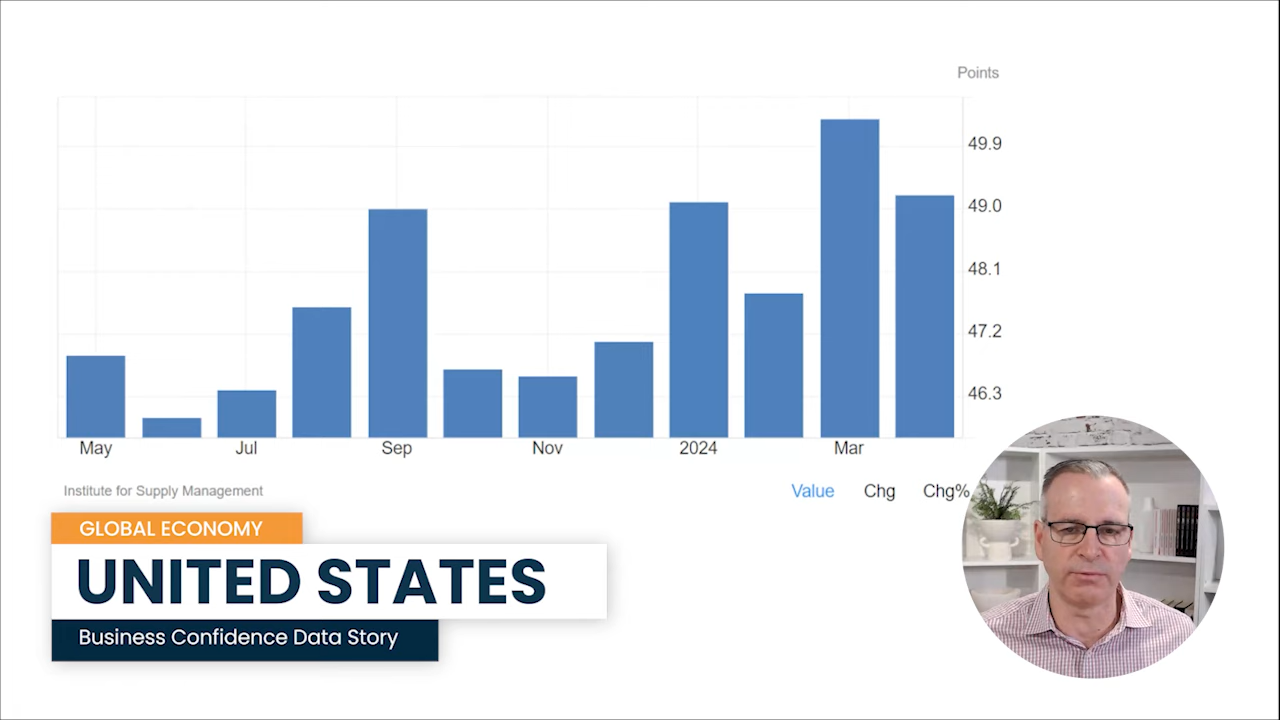 Points
49.9
49.0
48.1
47.2
46.3
May Jul Sep Nov 2024 Mar
Institute for Supply Management
Value Chg Chg%
GLOBAL ECONOMY
UNITED STATES
Business Confidence Data Story